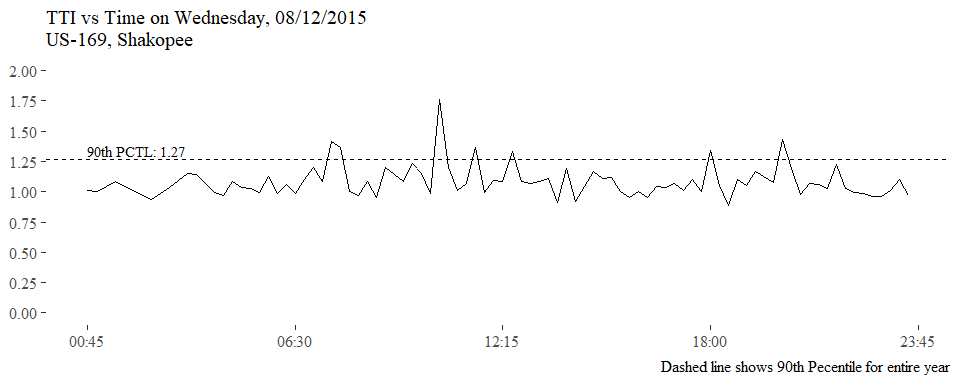 TTI vs Time on Wednesday, 08/12/2015
US-169, Shakopee
2.00
1.75
1.50
90th PCTL: 1.27
1.25
1.00
0.75
0.50
0.25
0.00
00:45 06:30 12:15 18:00 23:45
Dashed line shows 90th Pecentile for entire year